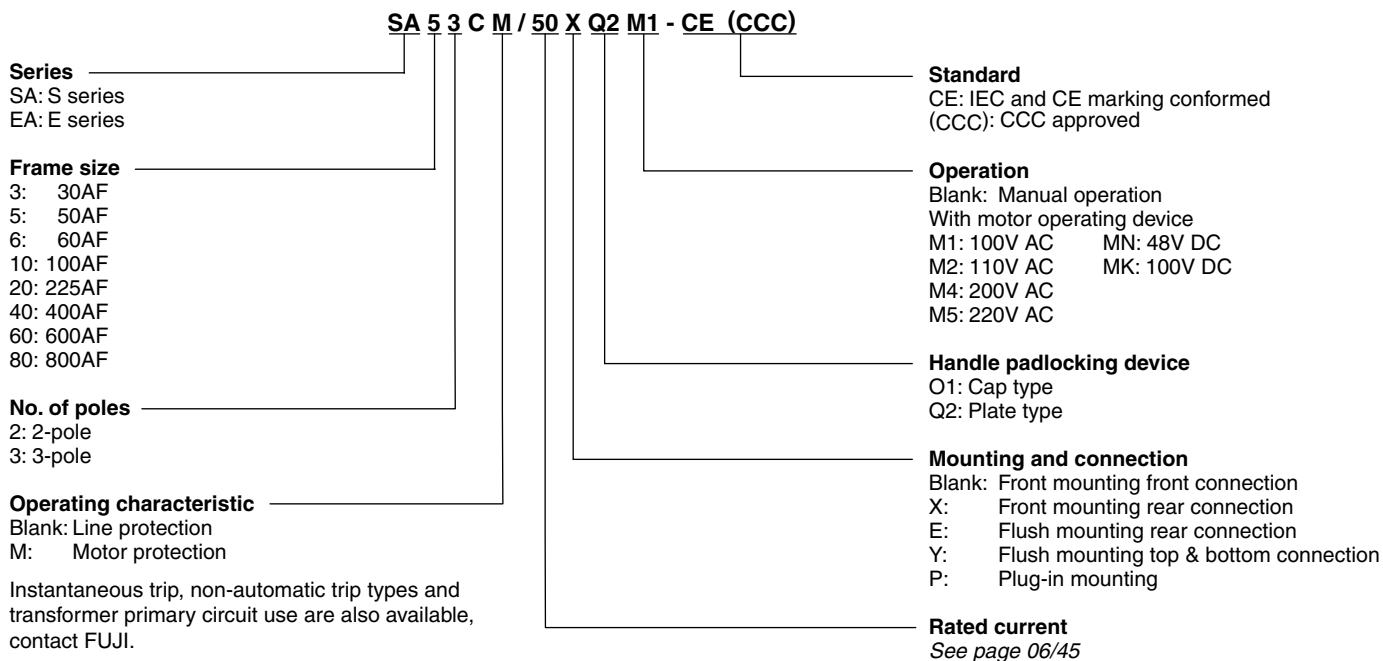 SA 5 3 C M / 50 X Q2 M1 - CE (CCC)
Series
SA: S series
EA: E series
Frame size
3: 30AF
5: 50AF
6: 60AF
10: 100AF
20: 225AF
40: 400AF
60: 600AF
80: 800AF
No. of poles
2: 2-pole
3: 3-pole
Operating characteristic
Blank: Line protection
M: Motor protection
Instantaneous trip, non-automatic trip types and
transformer primary circuit use are also available,
contact FUJI.
Standard
CE: IEC and CE marking conformed
(CCC): CCC approved
Operation
Blank: Manual operation
With motor operating device
M1: 100V AC MN: 48V DC
M2: 110V AC MK: 100V DC
M4: 200V AC
M5: 220V AC
Handle padlocking device
O1: Cap type
Q2: Plate type
Mounting and connection
Blank: Front mounting front connection
X: Front mounting rear connection
E: Flush mounting rear connection
Y: Flush mounting top & bottom connection
P: Plug-in mounting
Rated current
See page 06/45